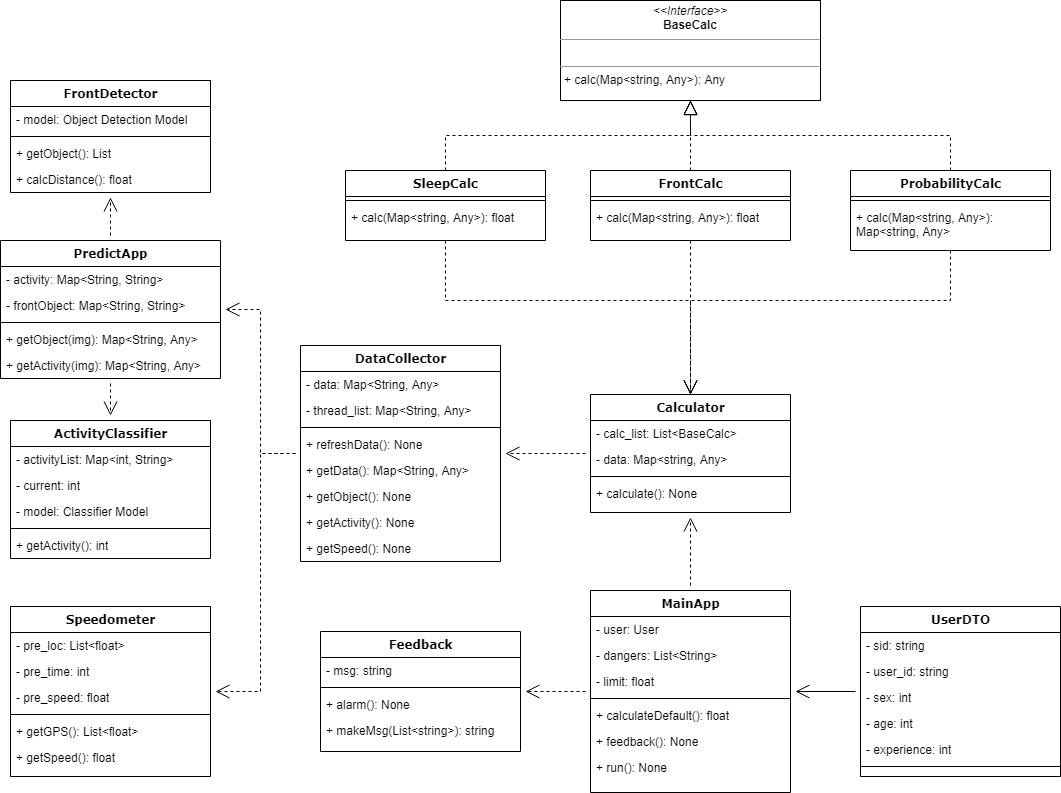 <<Interface>>
BaseCalc
+ calc(Map<string, Any>): Any
FrontDetector
- model: Object Detection Model
+ getObject(): List
+ calcDistance(): float
SleepCalc
+ calc(Map<string, Any>): float
FrontCalc
+ calc(Map<string, Any>): float
ProbabilityCalc
+ calc(Map<string, Any>):
Map<string, Any>
PredictApp
- activity: Map<String, String>
- frontObject: Map<String, String>
+ getObject(img): Map<String, Any>
+ getActivity(img): Map<String, Any>
DataCollector
- data: Map<String, Any>
- thread_list: Map<String, Any>
+ refreshData(): None
+ getData(): Map<String, Any>
+ getObject(): None
+ getActivity(): None
+ getSpeed(): None
Calculator
- calc_list: List<BaseCalc>
- data: Map<string, Any>
+ calculate(): None
ActivityClassifier
- activityList: Map<int, String>
- current: int
- model: Classifier Model
+ getActivity(): int
Speedometer
- pre_loc: List<float>
- pre_time: int
- pre_speed: float
+ getGPS(): List<float>
+ getSpeed(): float
Feedback
- msg: string
+ alarm(): None
+ makeMsg(List<string>): string
MainApp
- user: User
- dangers: List<String>
- limit: float
+ calculateDefault(): float
+ feedback(): None
+ run(): None
UserDTO
- sid: string
- user_id: string
- sex: int
- age: int
- experience: int